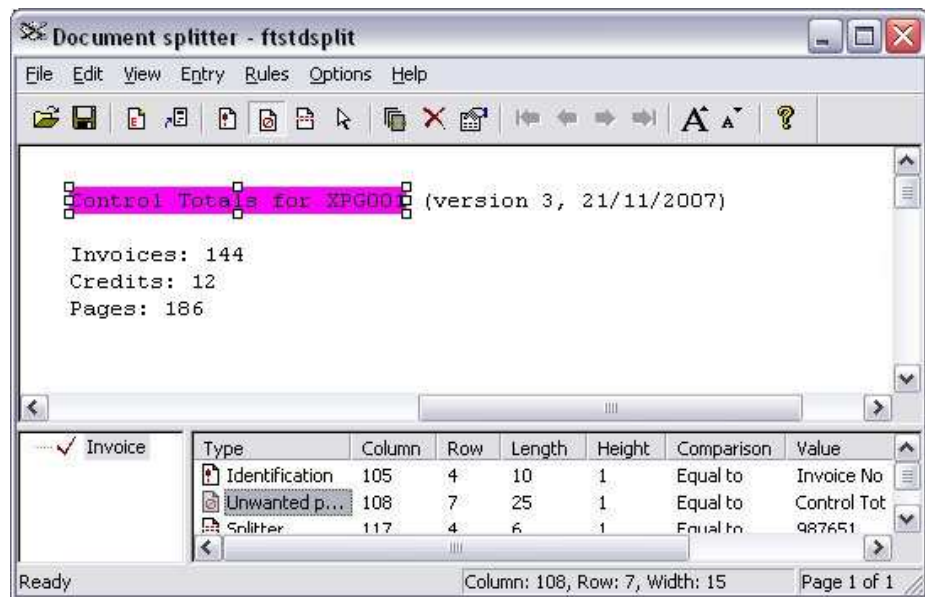 Document splitter - ftstdsplit
File Edit View Entry Rules Options Help
Control Totals for XPG001 (version 3, 21/11/2007)
Invoices: 144
Credits: 12
Pages: 186
Invoice
Type Column Row Length Height Comparison Value
Identification 105 4 10 1 Equal to Invoice No
Unwanted p... 108 7 25 1 Equal to Control Tot
Splitter 117 4 6 1 Equal to 987651
Ready Column: 108, Row: 7, Width: 15 Page 1 of 1